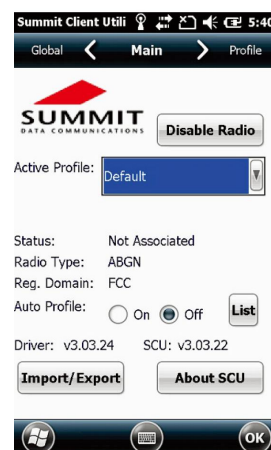 Summit Client Utili 5:40
Global Main Profile
SUMMIT
DATA COMMUNICATIONS
Disable Radio
Active Profile: Default
Status: Not Associated
Radio Type: ABGN
Reg. Domain: FCC
Auto Profile: On Off List
Driver: v3.03.24 SCU: v3.03.22
Import/Export About SCU
OK